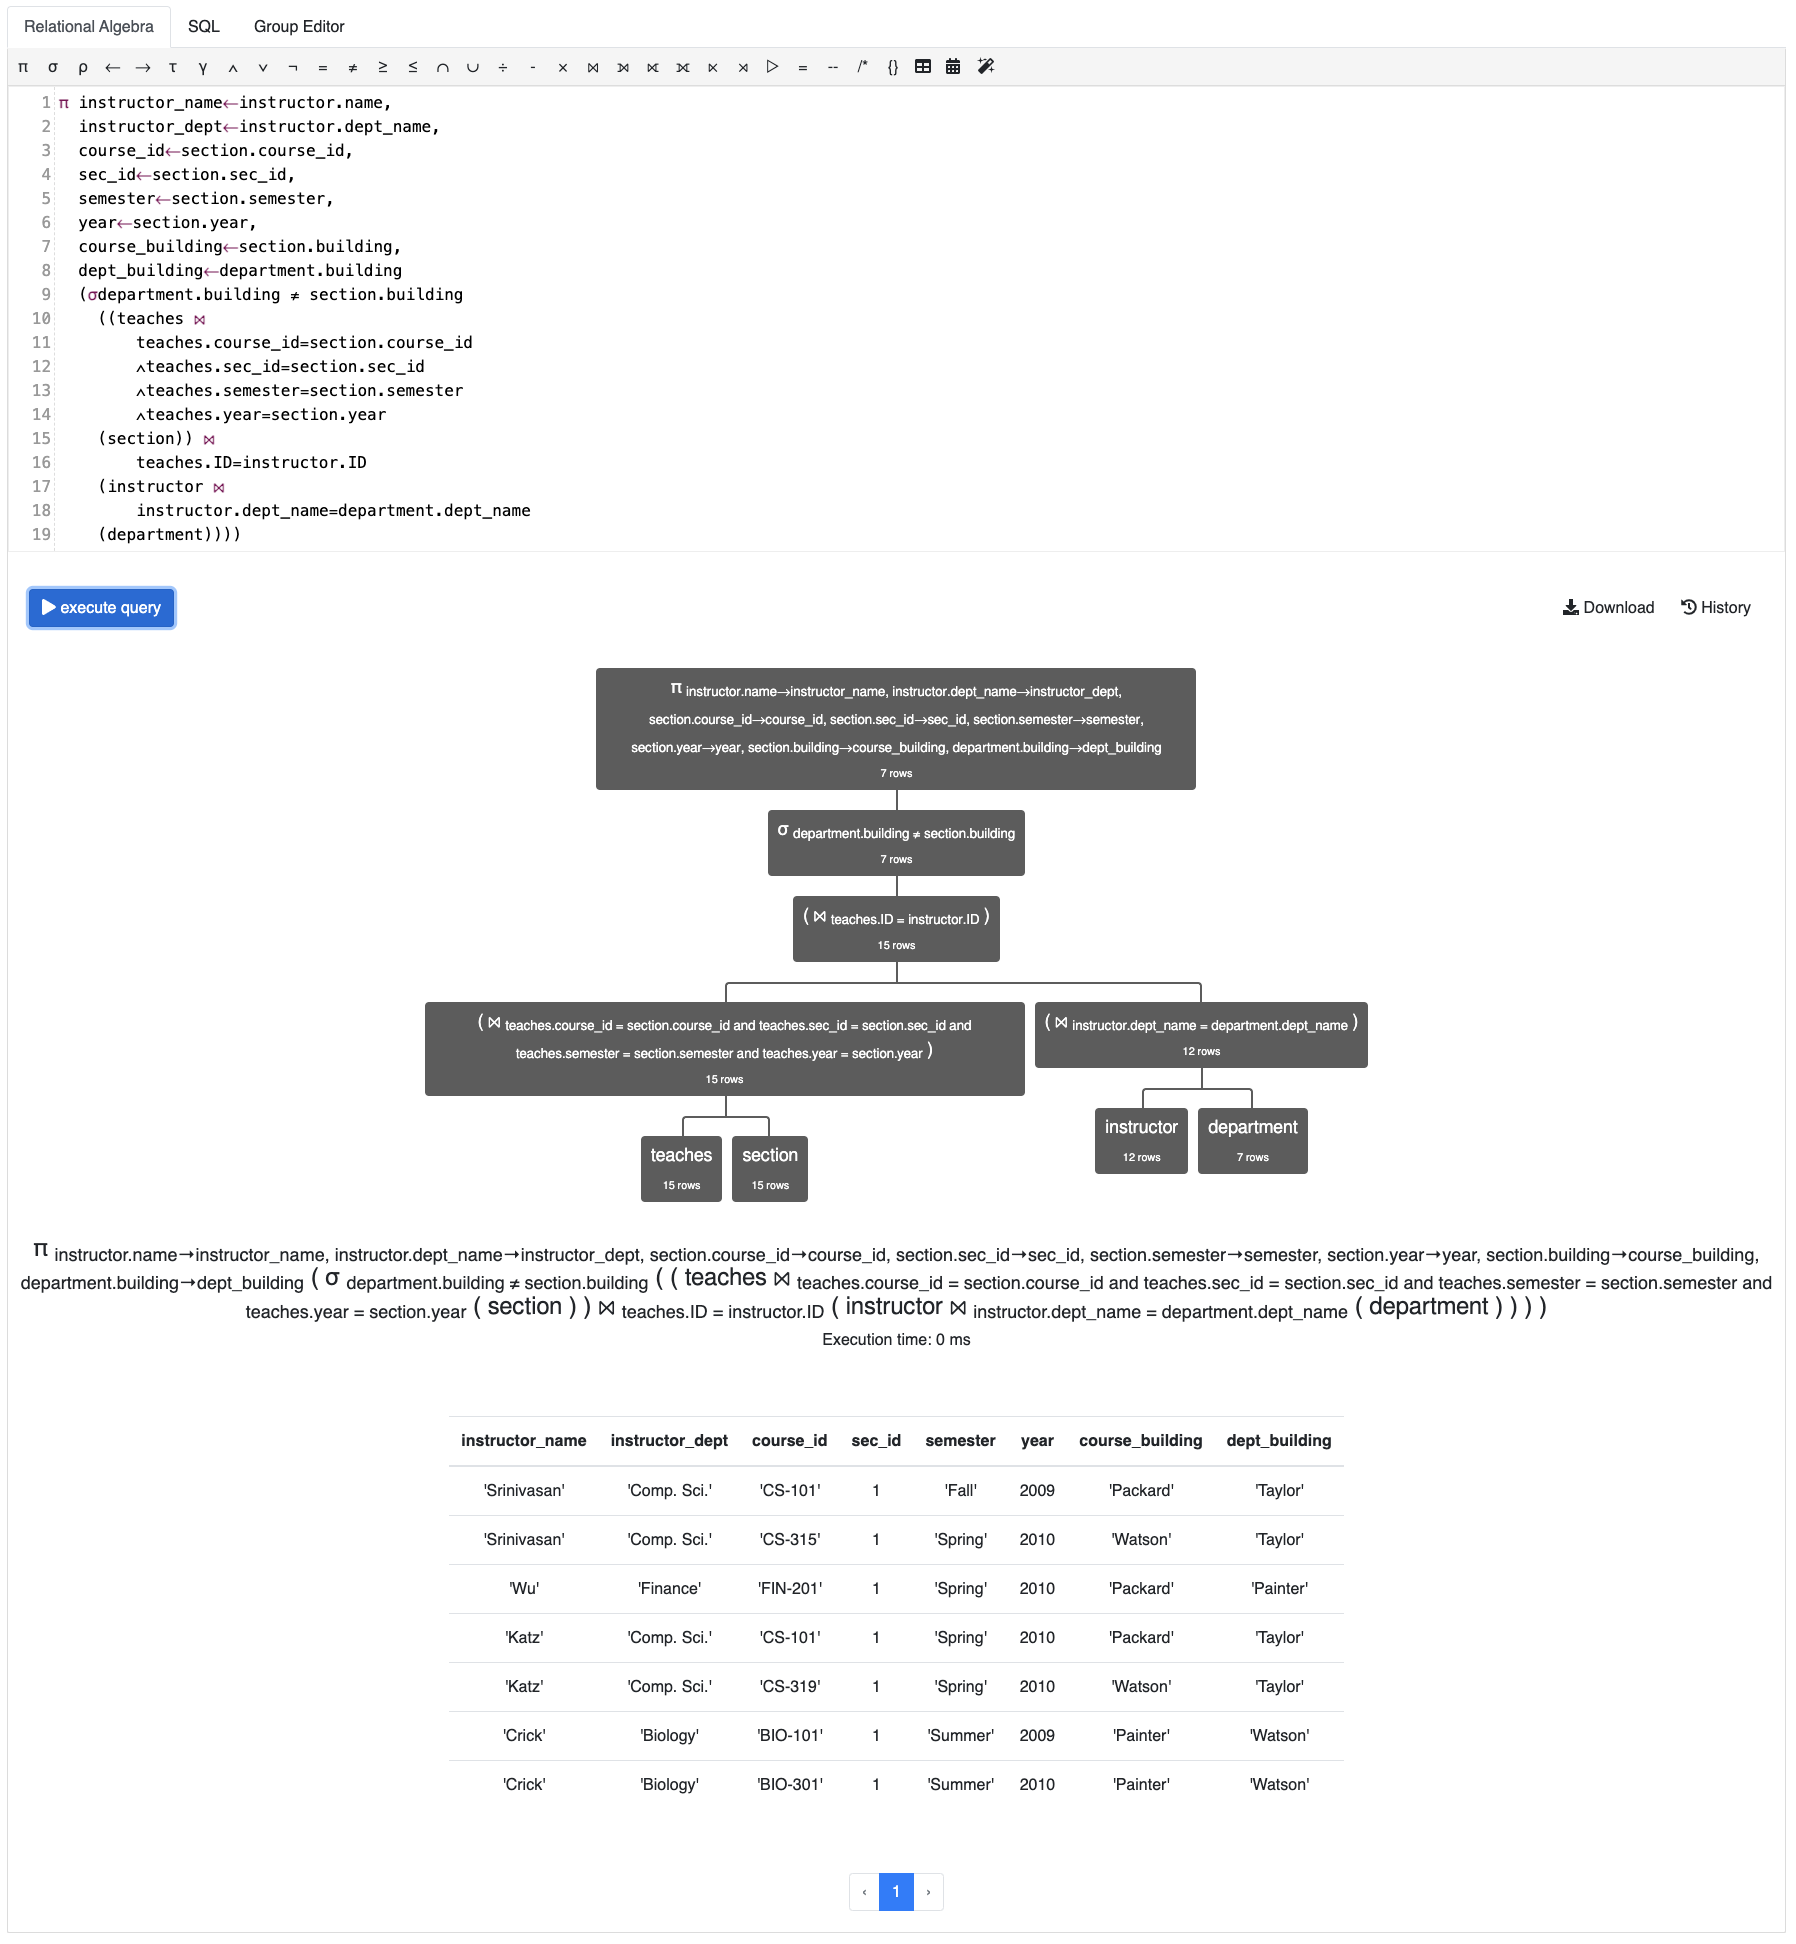 Relational Algebra SQL Group Editor
π σ ρ ← → τ γ ∧ ∨ ¬ = ≠ ≥ ≤ ∩ ∪ ÷ - × ⋈ ⟕ ⟖ ⟗ ⋉ ⋊ ▷ = -- /* {}
1 π instructor_name←instructor.name,
2 instructor_dept←instructor.dept_name,
3 course_id←section.course_id,
4 sec_id←section.sec_id,
5 semester←section.semester,
6 year←section.year,
7 course_building←section.building,
8 dept_building←department.building
9 (σdepartment.building ≠ section.building
10 ((teaches ⋈
11 teaches.course_id=section.course_id
12 ∧teaches.sec_id=section.sec_id
13 ∧teaches.semester=section.semester
14 ∧teaches.year=section.year
15 (section)) ⋈
16 teaches.ID=instructor.ID
17 (instructor ⋈
18 instructor.dept_name=department.dept_name
19 (department))))
execute query Download History
π instructor.name→instructor_name, instructor.dept_name→instructor_dept,
section.course_id→course_id, section.sec_id→sec_id, section.semester→semester,
section.year→year, section.building→course_building, department.building→dept_building
7 rows
σ department.building ≠ section.building
7 rows
( ⋈ teaches.ID = instructor.ID )
15 rows
( ⋈ teaches.course_id = section.course_id and teaches.sec_id = section.sec_id and
teaches.semester = section.semester and teaches.year = section.year )
15 rows
( ⋈ instructor.dept_name = department.dept_name )
12 rows
teaches
15 rows
section
15 rows
instructor
12 rows
department
7 rows
π instructor.name→instructor_name, instructor.dept_name→instructor_dept, section.course_id→course_id, section.sec_id→sec_id, section.semester→semester, section.year→year, section.building→course_building,
department.building→dept_building ( σ department.building ≠ section.building ( ( teaches ⋈ teaches.course_id = section.course_id and teaches.sec_id = section.sec_id and teaches.semester = section.semester and
teaches.year = section.year ( section ) ) ⋈ teaches.ID = instructor.ID ( instructor ⋈ instructor.dept_name = department.dept_name ( department ) ) ) )
Execution time: 0 ms
instructor_name instructor_dept course_id sec_id semester year course_building dept_building
'Srinivasan' 'Comp. Sci.' 'CS-101' 1 'Fall' 2009 'Packard' 'Taylor'
'Srinivasan' 'Comp. Sci.' 'CS-315' 1 'Spring' 2010 'Watson' 'Taylor'
'Wu' 'Finance' 'FIN-201' 1 'Spring' 2010 'Packard' 'Painter'
'Katz' 'Comp. Sci.' 'CS-101' 1 'Spring' 2010 'Packard' 'Taylor'
'Katz' 'Comp. Sci.' 'CS-319' 1 'Spring' 2010 'Watson' 'Taylor'
'Crick' 'Biology' 'BIO-101' 1 'Summer' 2009 'Painter' 'Watson'
'Crick' 'Biology' 'BIO-301' 1 'Summer' 2010 'Painter' 'Watson'
‹ 1 ›